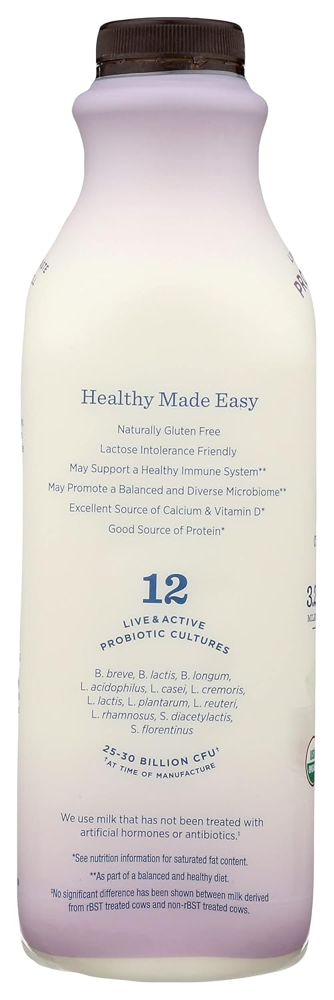 Healthy Made Easy
Naturally Gluten Free
Lactose Intolerance Friendly
May Support a Healthy Immune System**
May Promote a Balanced and Diverse Microbiome**
Excellent Source of Calcium & Vitamin D*
Good Source of Protein*
12
LIVE & ACTIVE
PROBIOTIC CULTURES
B. breve, B. lactis, B. longum,
L. acidophilus, L. casei, L. cremoris,
L. lactis, L. plantarum, L. reuteri,
L. rhamnosus, S. diacetylactis,
S. florentinus
25-30 BILLION CFU†
†AT TIME OF MANUFACTURE
We use milk that has not been treated with
artificial hormones or antibiotics.‡
*See nutrition information for saturated fat content.
**As part of a balanced and healthy diet.
‡No significant difference has been shown between milk derived
from rBST treated cows and non-rBST treated cows.